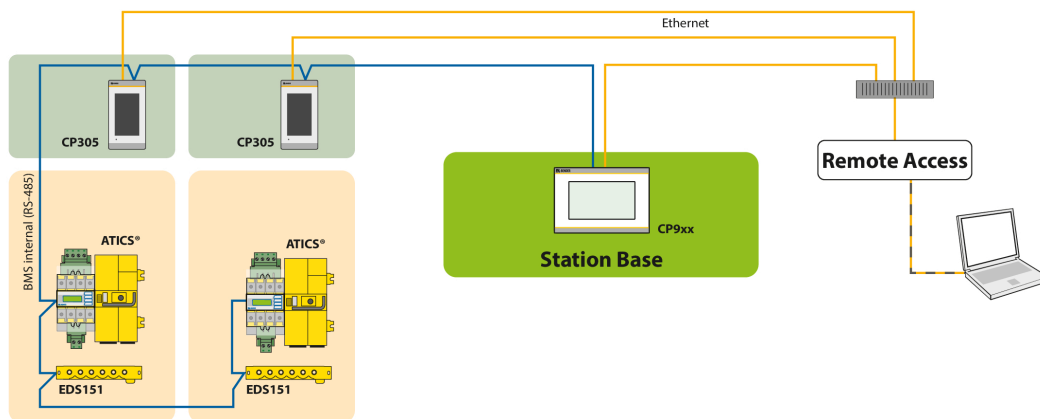 Ethernet
CP305
CP305
Remote Access
BMS internal (RS-485)
ATICS®
ATICS®
CP9xx
Station Base
EDS151
EDS151